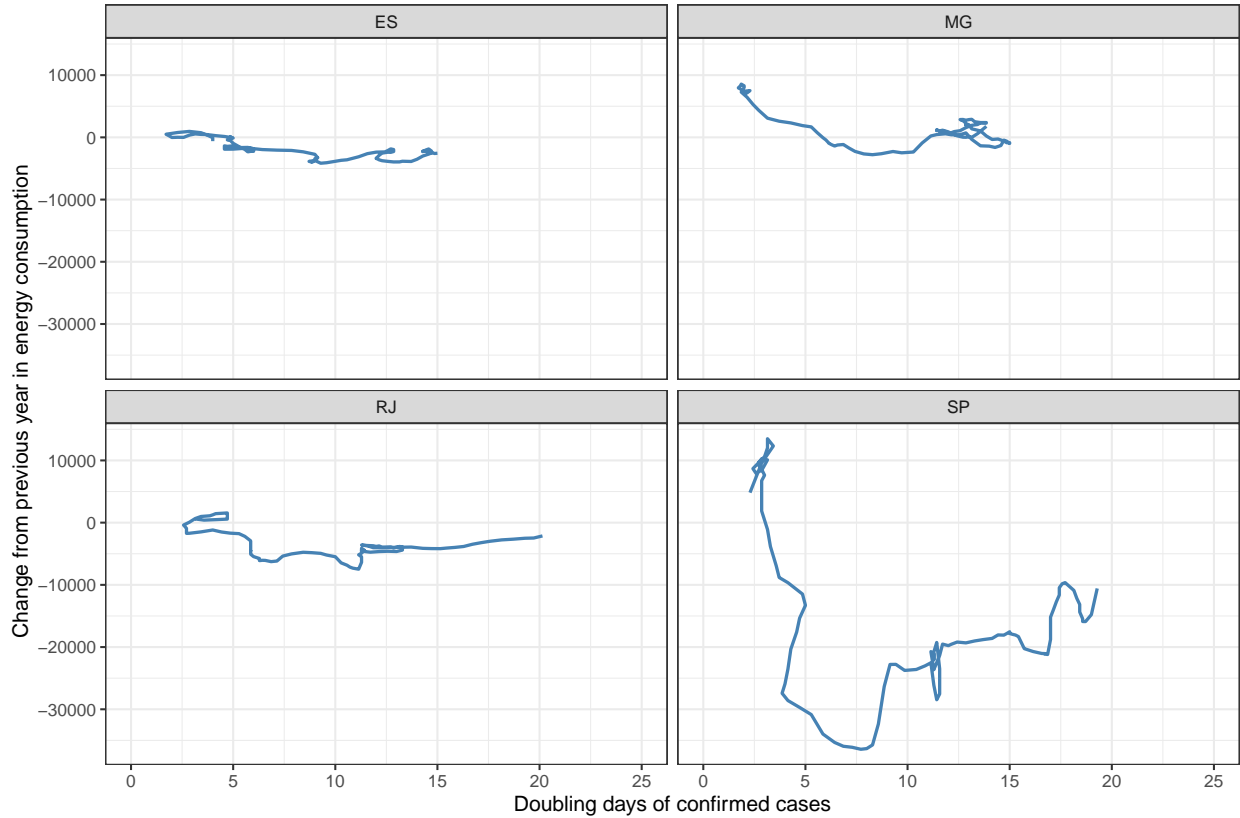 ES
MG
10000
0
−10000
−20000
−30000
RJ
SP
10000
0
−10000
−20000
−30000
0 5 10 15 20 25
0 5 10 15 20 25
Doubling days of confirmed cases
Change from previous year in energy consumption